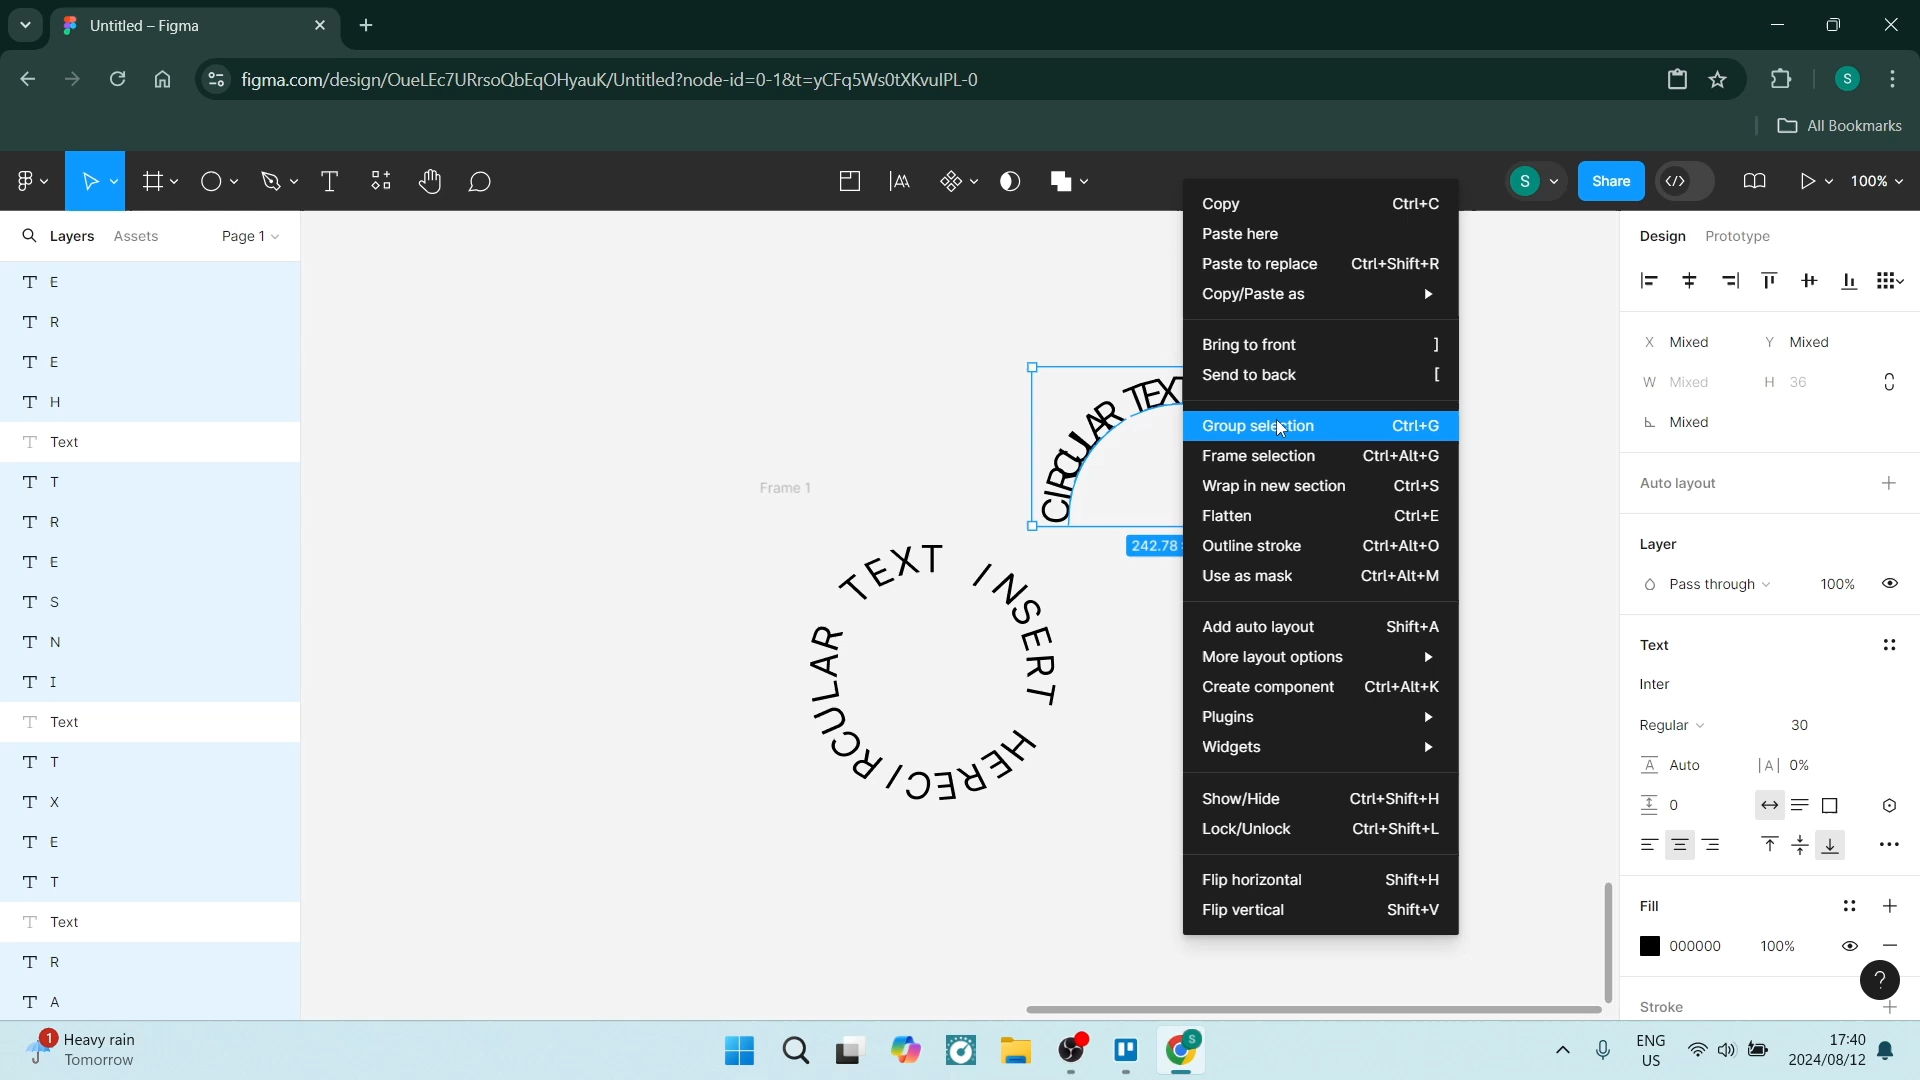 Untitled – Figma
figma.com/design/OueLEc7URrsoQbEqOHyauK/Untitled?node-id=0-1&t=yCFq5Ws0tXKvulPL-0
S
All Bookmarks
S
Share
100%
Layers
Assets
Page 1
E
R
E
H
Text
T
R
E
S
N
I
Text
T
X
E
T
Text
R
A
Frame 1
CIRCULAR TEXT
242.78
CIRCULAR TEXT INSERT HERE
Copy Ctrl+C
Paste here
Paste to replace Ctrl+Shift+R
Copy/Paste as
Bring to front ]
Send to back [
Group selection Ctrl+G
Frame selection Ctrl+Alt+G
Wrap in new section Ctrl+S
Flatten Ctrl+E
Outline stroke Ctrl+Alt+O
Use as mask Ctrl+Alt+M
Add auto layout Shift+A
More layout options
Create component Ctrl+Alt+K
Plugins
Widgets
Show/Hide Ctrl+Shift+H
Lock/Unlock Ctrl+Shift+L
Flip horizontal Shift+H
Flip vertical Shift+V
Design Prototype
X Mixed Y Mixed
W Mixed H 36
Mixed
Auto layout
Layer
Pass through 100%
Text
Inter
Regular 30
A Auto |A| 0%
0
Fill
000000 100%
?
Stroke
1
Heavy rain
Tomorrow
S
ENG
US
17:40
2024/08/12